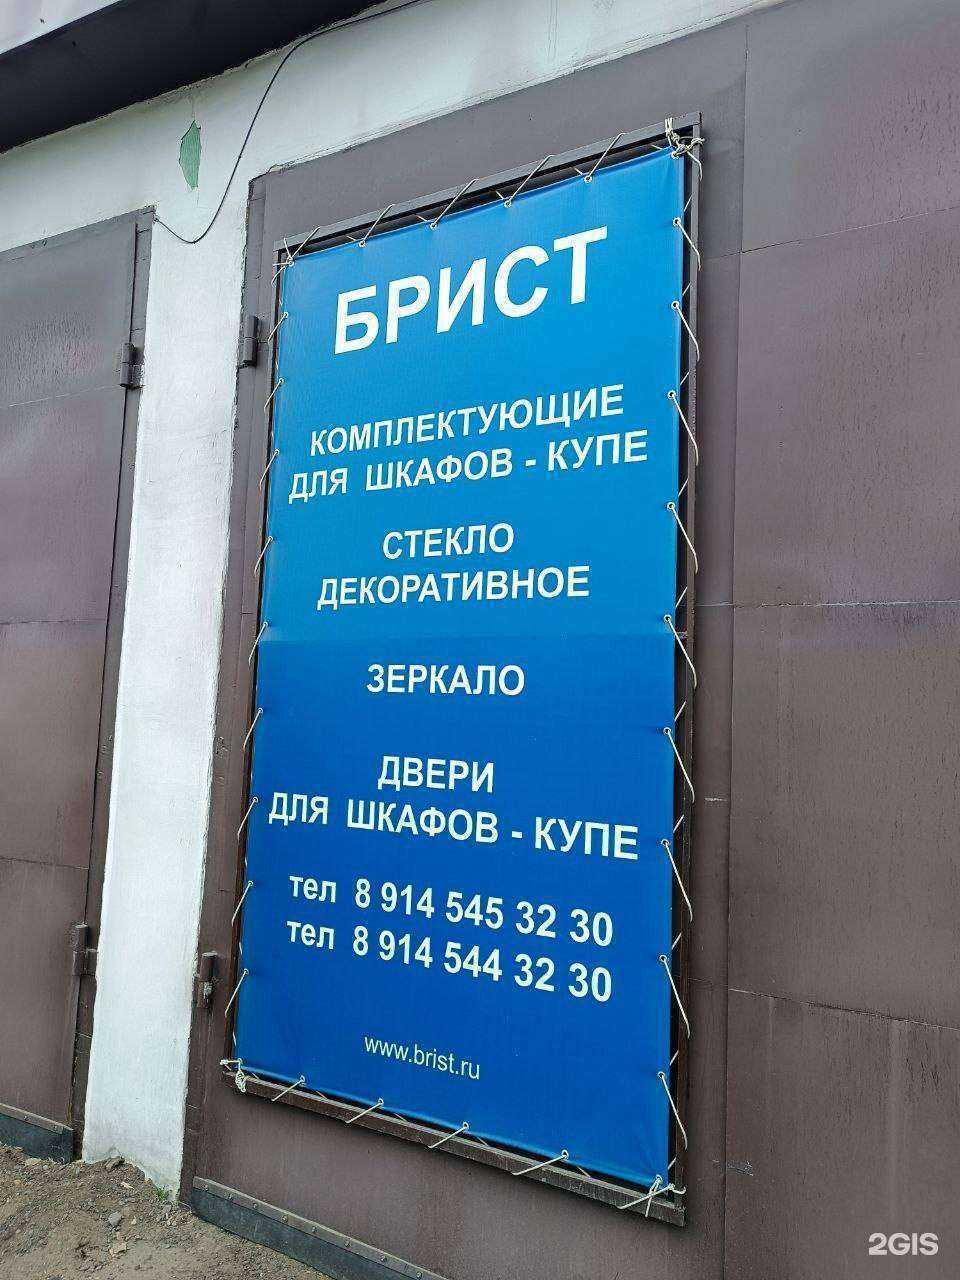 БРИСТ
КОМПЛЕКТУЮЩИЕ
ДЛЯ ШКАФОВ - КУПЕ
СТЕКЛО
ДЕКОРАТИВНОЕ
ЗЕРКАЛО
ДВЕРИ
ДЛЯ ШКАФОВ - КУПЕ
тел 8 914 545 32 30
тел 8 914 544 32 30
www.brist.ru
2GIS